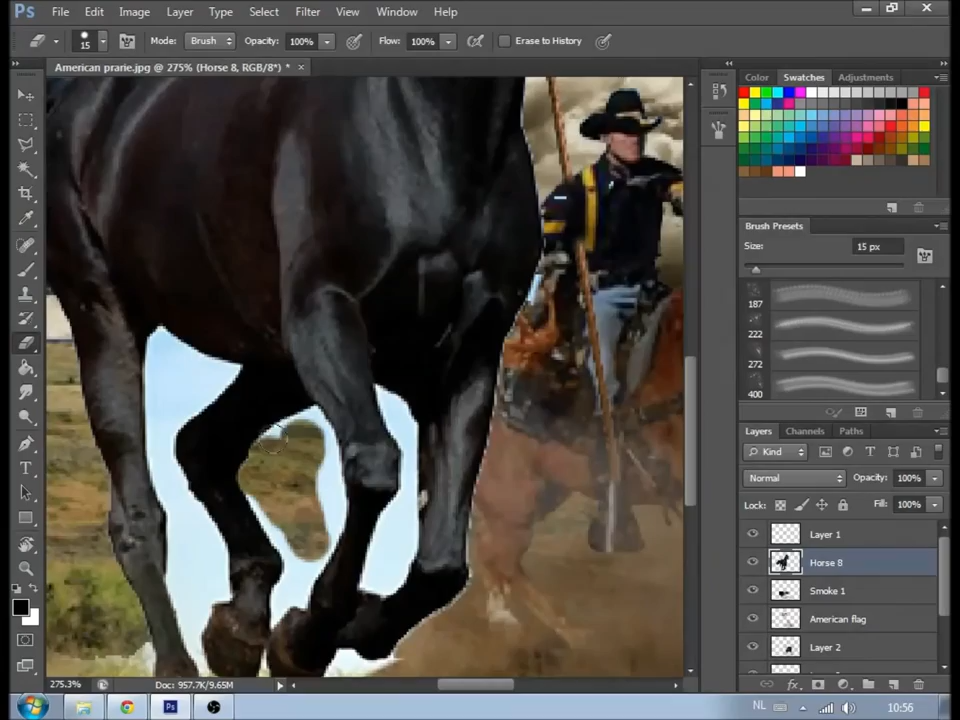 Ps File Edit Image Layer Type Select Filter View Window Help
15 Mode: Brush Opacity: 100% Flow: 100% Erase to History
American prarie.jpg @ 275% (Horse 8, RGB/8*) * ×
Color Swatches Adjustments
Brush Presets
Size: 15 px
187
222
272
400
Layers Channels Paths
Kind
Normal Opacity: 100%
Lock: Fill: 100%
Layer 1
Horse 8
Smoke 1
American flag
Layer 2
275.3% Doc: 957.7K/9.65M
Ps NL 10:56